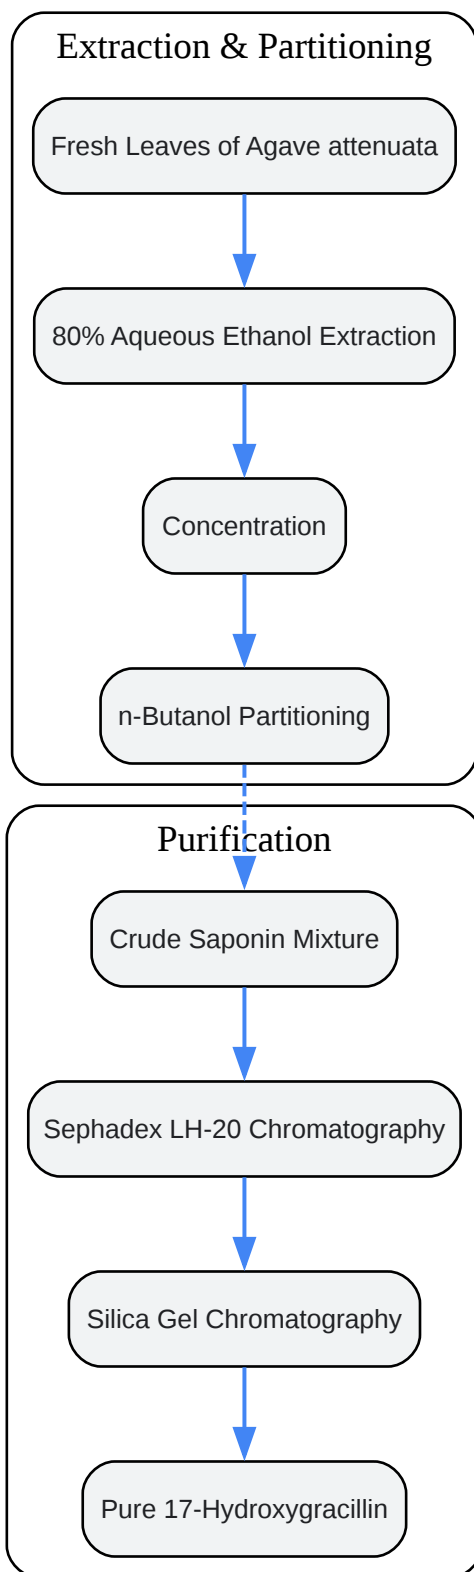 Extraction & Partitioning
Fresh Leaves of Agave attenuata
80% Aqueous Ethanol Extraction
Concentration
n-Butanol Partitioning
Purification
Crude Saponin Mixture
Sephadex LH-20 Chromatography
Silica Gel Chromatography
Pure 17-Hydroxygracillin